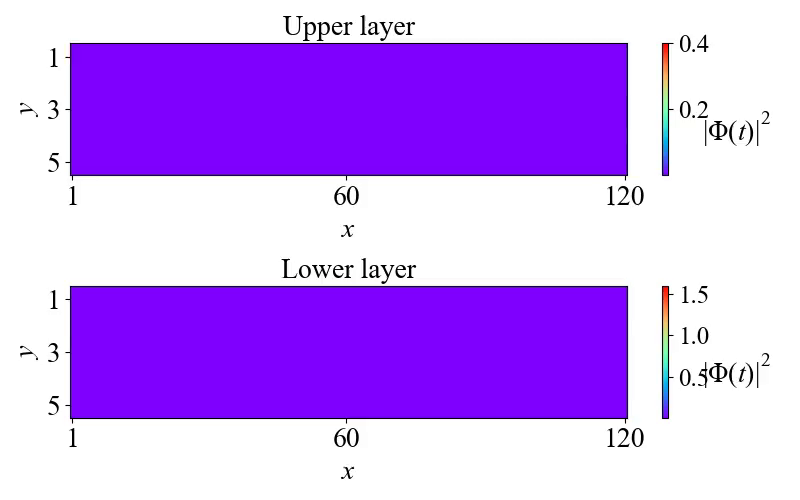 Upper layer
y
1
3
5
1 60 120
x
0.4
0.2
|Φ(t)|²
Lower layer
y
1
3
5
1 60 120
x
1.5
1.0
0.5
|Φ(t)|²